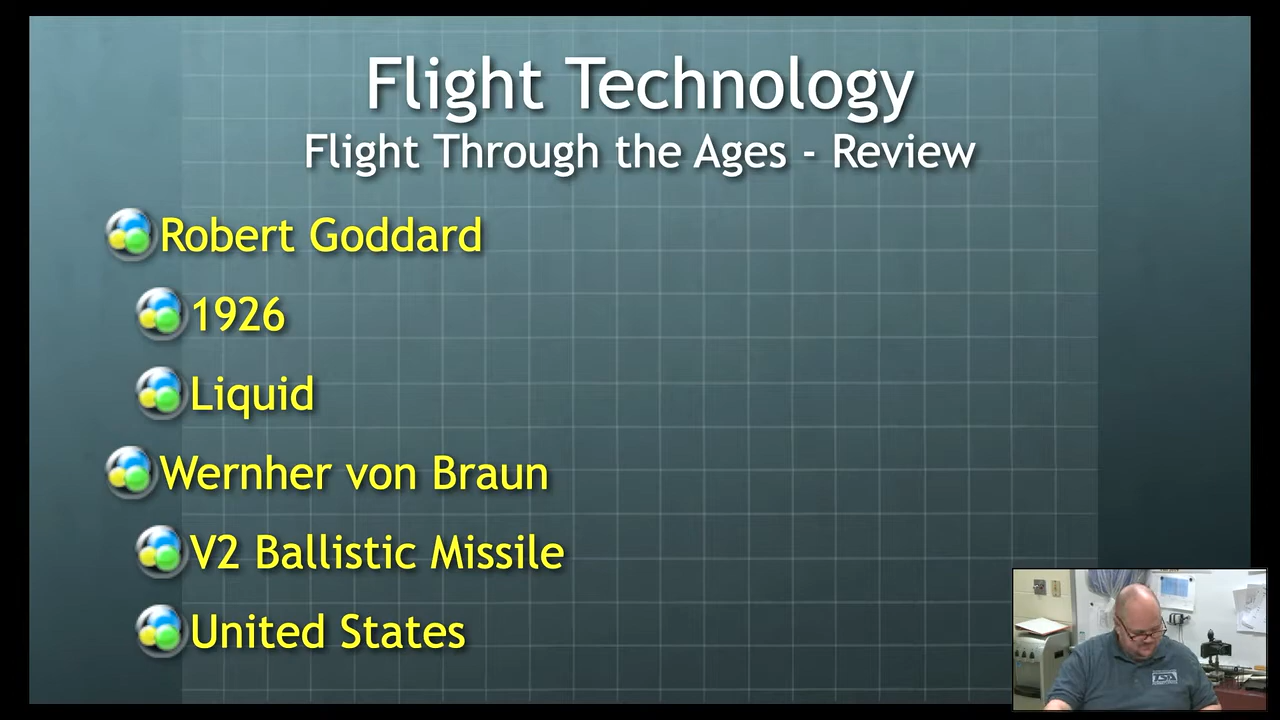 Flight Technology
Flight Through the Ages - Review
Robert Goddard
1926
Liquid
Wernher von Braun
V2 Ballistic Missile
United States
TSA